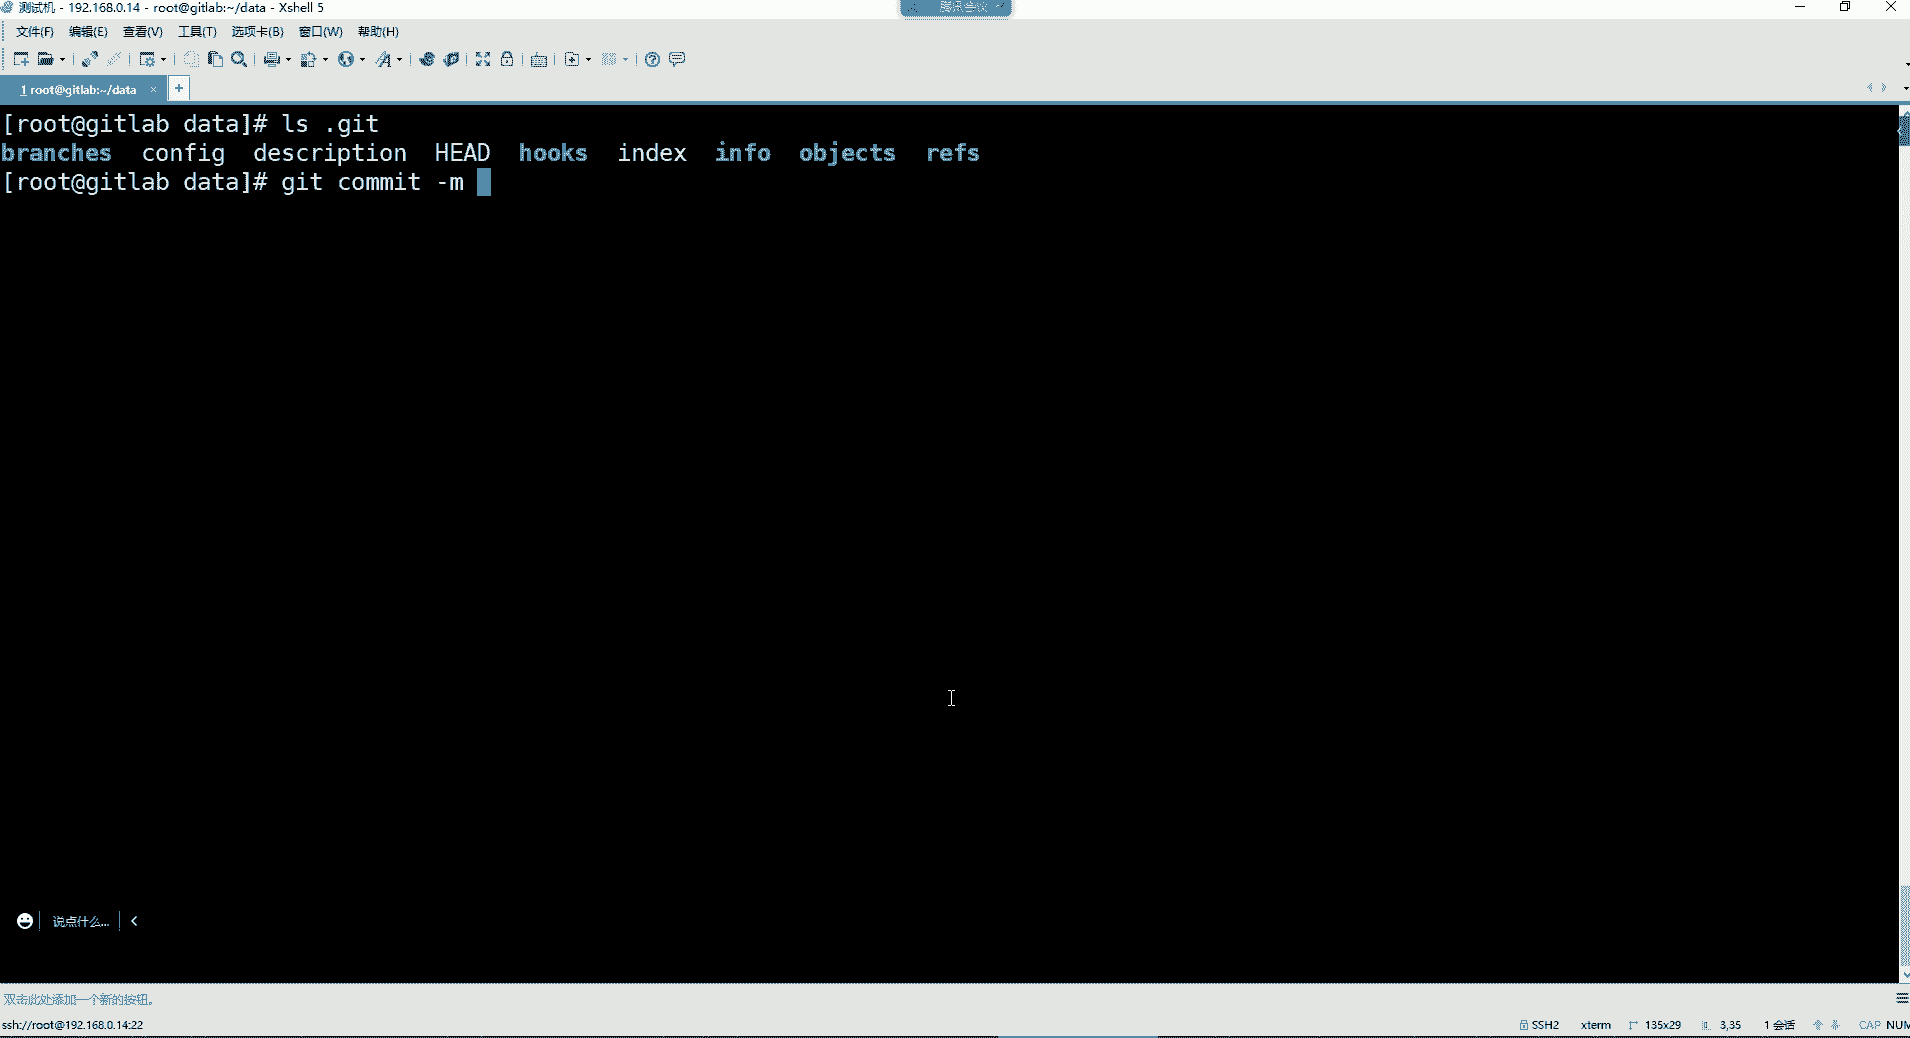 测试机 - 192.168.0.14 - root@gitlab:~/data - Xshell 5
腾讯会议
文件(F) 编辑(E) 查看(V) 工具(T) 选项卡(B) 窗口(W) 帮助(H)
1 root@gitlab:~/data × +
[root@gitlab data]# ls .git
branches config description HEAD hooks index info objects refs
[root@gitlab data]# git commit -m
说点什么...
双击此处添加一个新的按钮。
ssh://root@192.168.0.14:22 SSH2 xterm 135x29 3,35 1 会话 CAP NUM